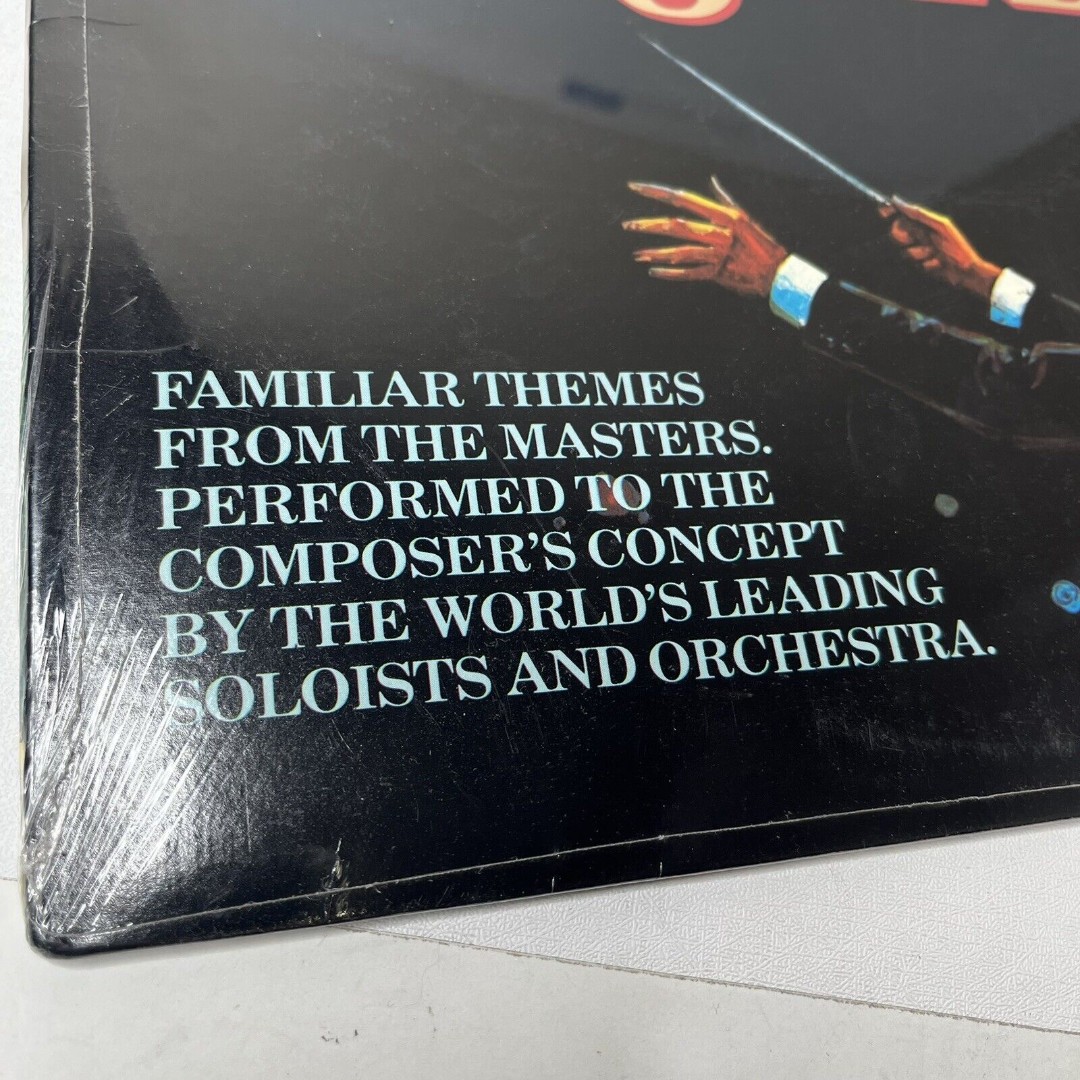 FAMILIAR THEMES
FROM THE MASTERS.
PERFORMED TO THE
COMPOSER'S CONCEPT
BY THE WORLD'S LEADING
SOLOISTS AND ORCHESTRA.